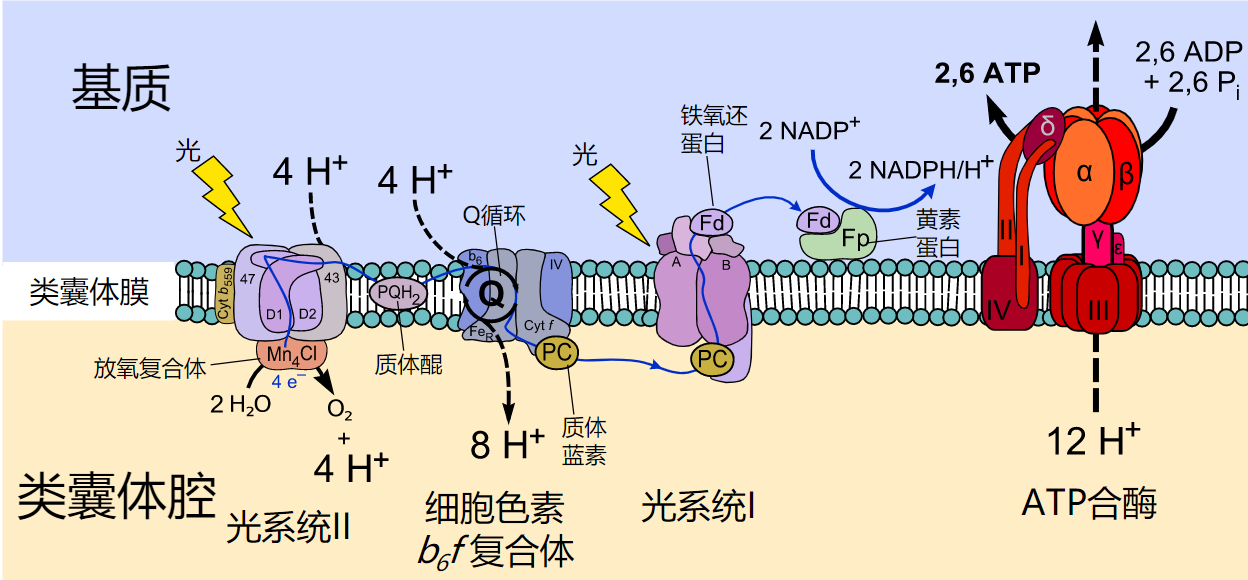 基质
光
4 H⁺
4 H⁺
Q循环
光
铁氧还
蛋白
2 NADP⁺
2 NADPH/H⁺
2,6 ATP
2,6 ADP
+ 2,6 Pᵢ
δ
α
β
γ
ε
II
I
IV
III
Fd
Fd
Fp
黄素
蛋白
类囊体膜
Cyt b₅₅₉
47
43
D1
D2
PQH₂
b₆
IV
Q
Feᴿ
Cyt f
A
B
PC
PC
Mn₄Cl
4 e⁻
放氧复合体
质体醌
2 H₂O
O₂
+
4 H⁺
8 H⁺
质体
蓝素
12 H⁺
类囊体腔
光系统II
细胞色素
b₆f 复合体
光系统I
ATP合酶